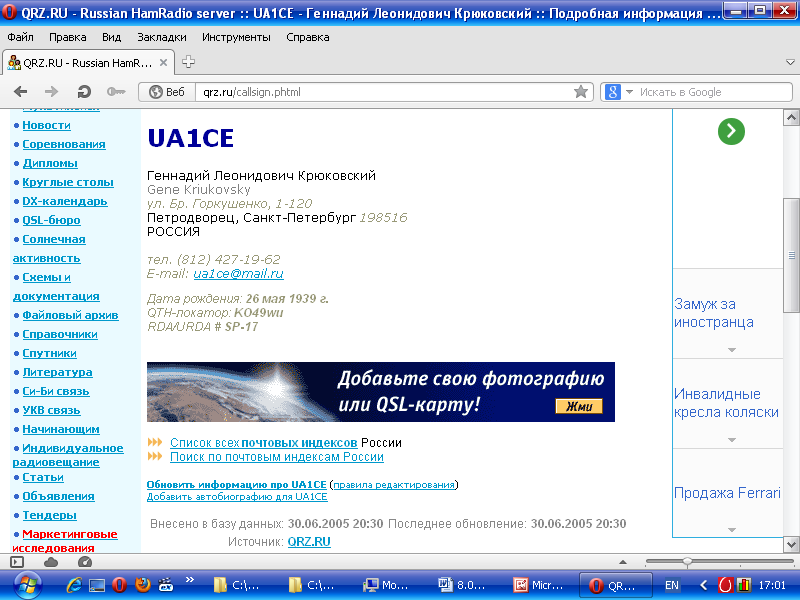 QRZ.RU - Russian HamRadio server :: UA1CE - Геннадий Леонидович Крюковский :: Подробная информация ...
Файл Правка Вид Закладки Инструменты Справка
QRZ.RU - Russian HamR...
Веб qrz.ru/callsign.phtml Искать в Google
Новости
Соревнования
Дипломы
Круглые столы
DX-календарь
QSL-бюро
Солнечная
активность
Схемы и
документация
Файловый архив
Справочники
Спутники
Литература
Си-Би связь
УКВ связь
Начинающим
Индивидуальное
радиовещание
Статьи
Объявления
Тендеры
Маркетинговые
исследования
UA1CE
Геннадий Леонидович Крюковский
Gene Kriukovsky
ул. Бр. Горкушенко, 1-120
Петродворец, Санкт-Петербург 198516
РОССИЯ
тел. (812) 427-19-62
E-mail: ua1ce@mail.ru
Дата рождения: 26 мая 1939 г.
QTH-локатор: KO49wu
RDA/URDA # SP-17
Добавьте свою фотографию
или QSL-карту!
Жми
Список всех почтовых индексов России
Поиск по почтовым индексам России
Обновить информацию про UA1CE (правила редактирования)
Добавить автобиографию для UA1CE
Внесено в базу данных: 30.06.2005 20:30 Последнее обновление: 30.06.2005 20:30
Источник: QRZ.RU
Замуж за
иностранца
Инвалидные
кресла коляски
Продажа Ferrari
C:\... C:\... Мо... 8.0... Micr... QR... EN 17:01